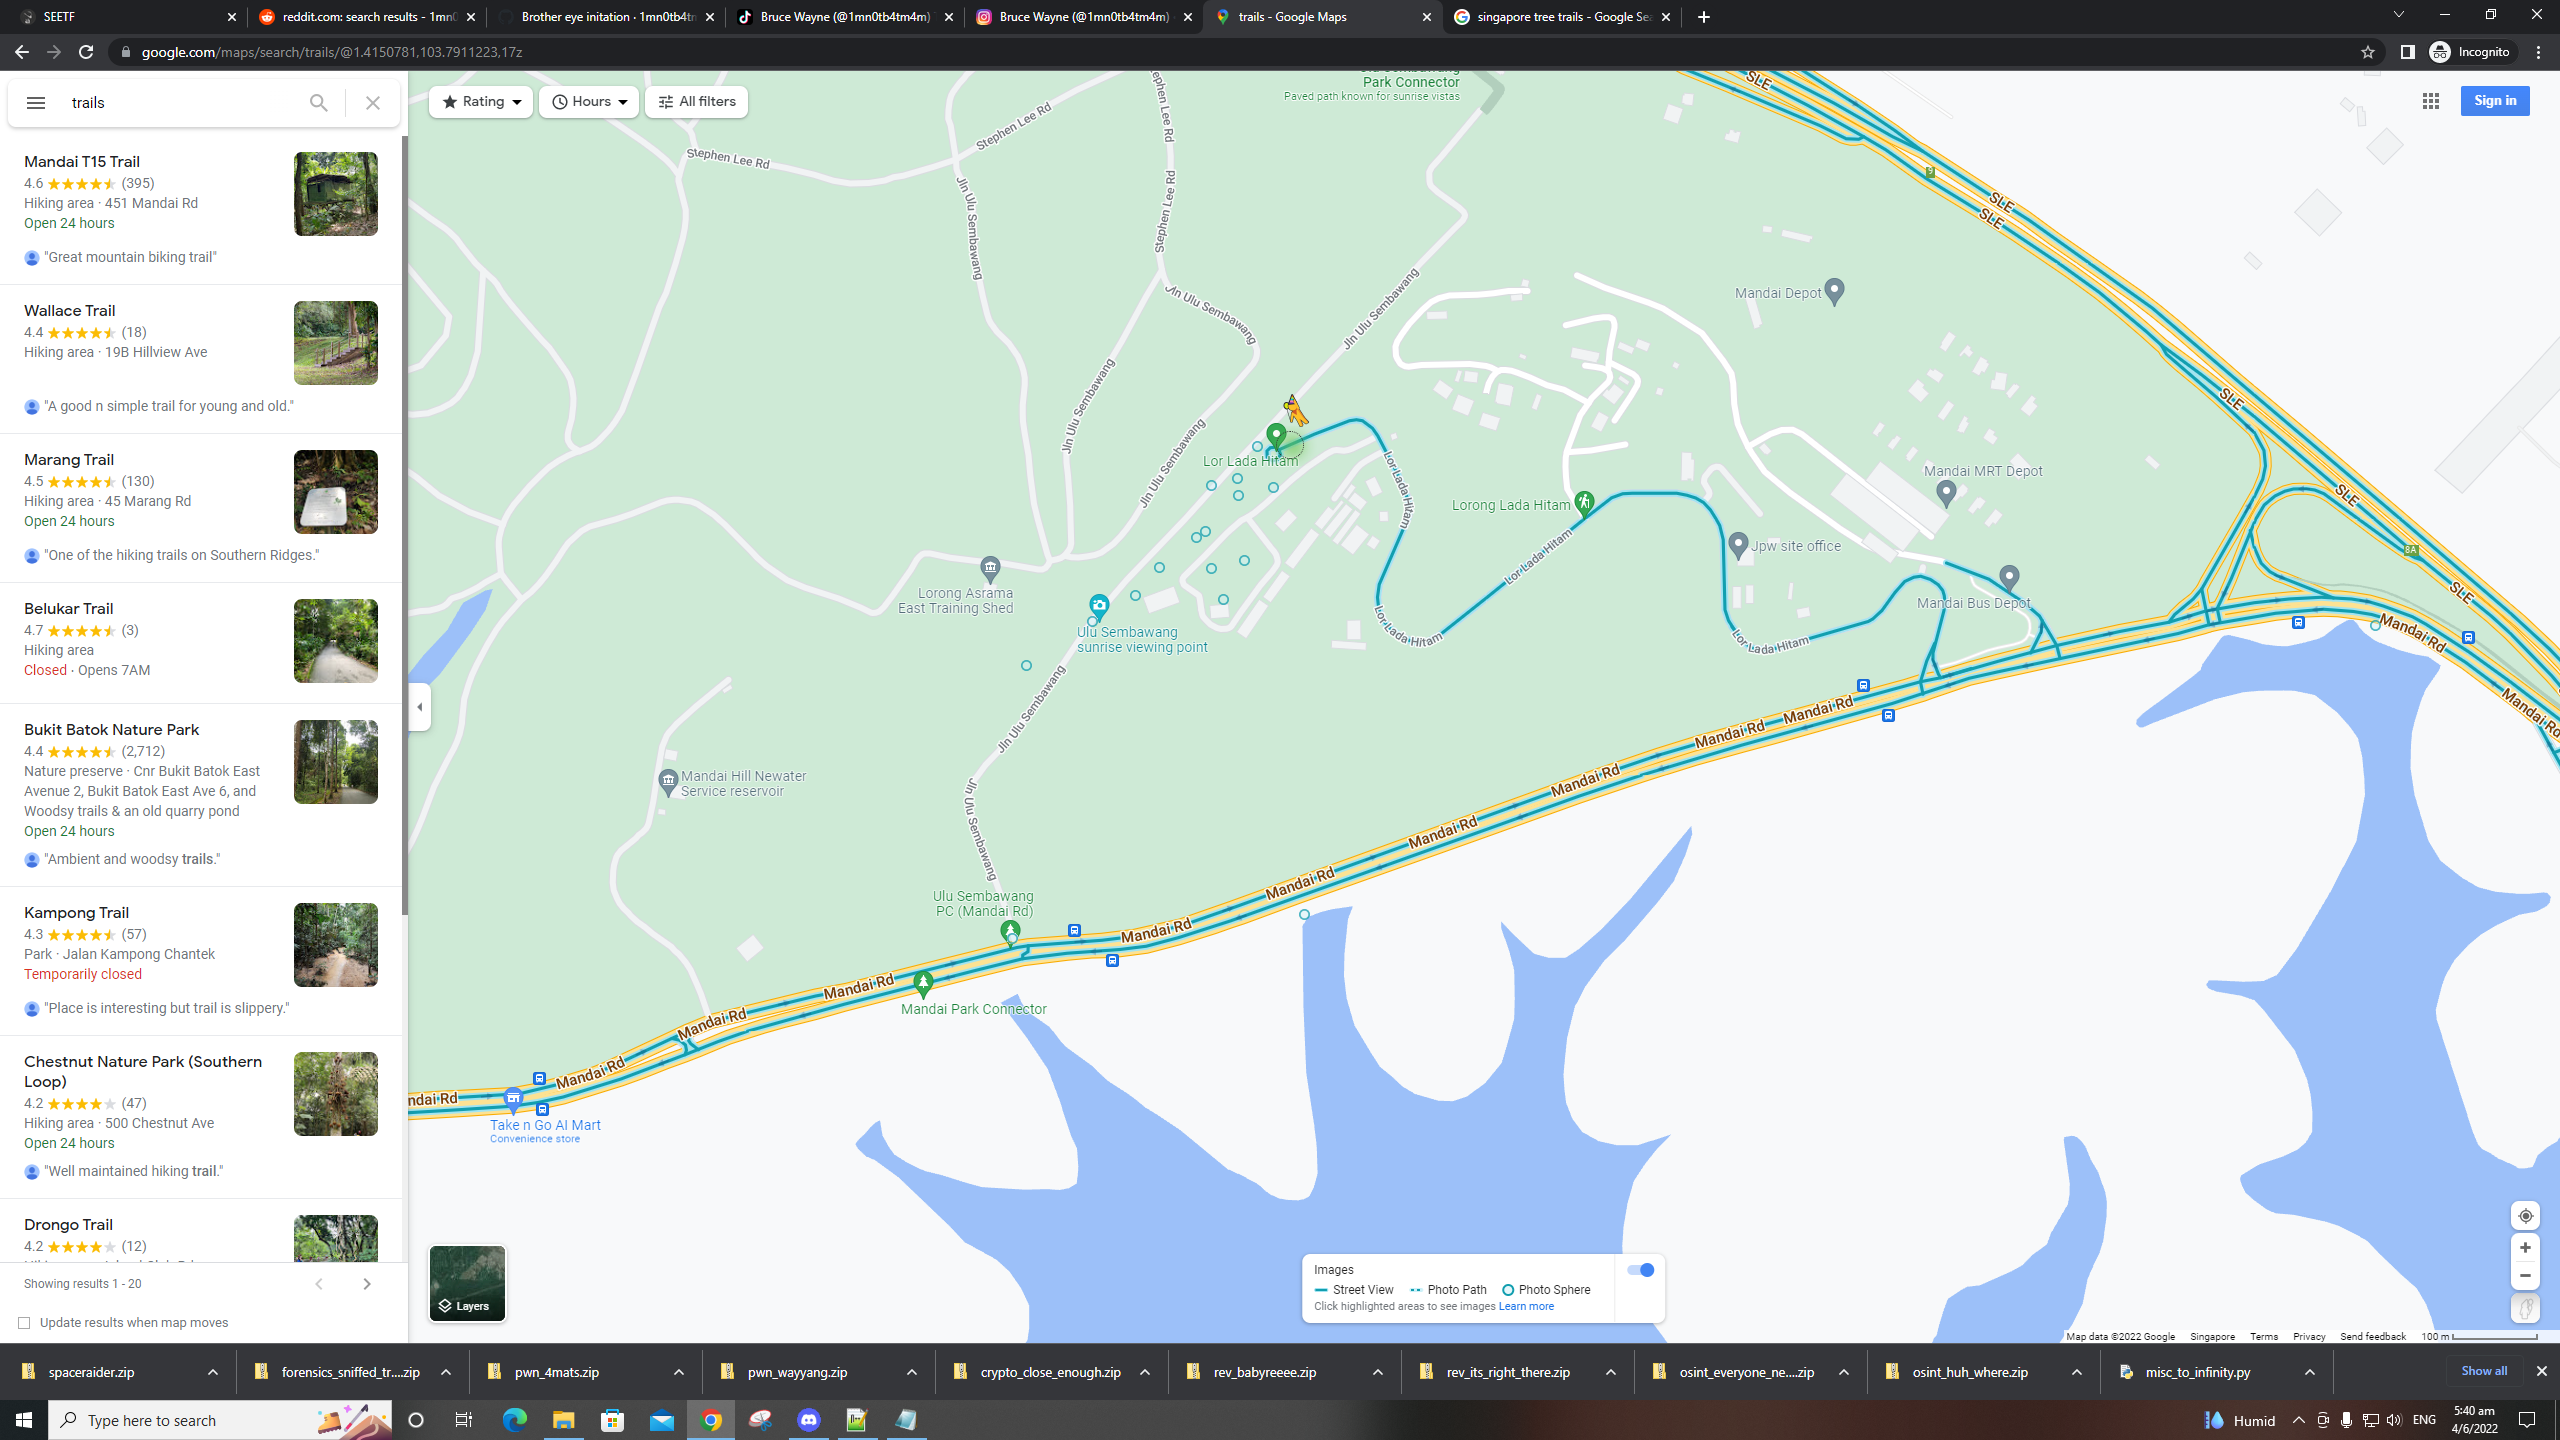 SEETF
reddit.com: search results - 1mn0
Brother eye initation · 1mn0tb4tm
Bruce Wayne (@1mn0tb4tm4m)
Bruce Wayne (@1mn0tb4tm4m)
trails - Google Maps
singapore tree trails - Google Sea
google.com/maps/search/trails/@1.4150781,103.7911223,17z
Incognito
trails
Rating
Hours
All filters
Sign in
Mandai T15 Trail
4.6 (395)
Hiking area · 451 Mandai Rd
Open 24 hours
"Great mountain biking trail"
Wallace Trail
4.4 (18)
Hiking area · 19B Hillview Ave
"A good n simple trail for young and old."
Marang Trail
4.5 (130)
Hiking area · 45 Marang Rd
Open 24 hours
"One of the hiking trails on Southern Ridges."
Belukar Trail
4.7 (3)
Hiking area
Closed · Opens 7AM
Bukit Batok Nature Park
4.4 (2,712)
Nature preserve · Cnr Bukit Batok East
Avenue 2, Bukit Batok East Ave 6, and
Woodsy trails & an old quarry pond
Open 24 hours
"Ambient and woodsy trails."
Kampong Trail
4.3 (57)
Park · Jalan Kampong Chantek
Temporarily closed
"Place is interesting but trail is slippery."
Chestnut Nature Park (Southern
Loop)
4.2 (47)
Hiking area · 500 Chestnut Ave
Open 24 hours
"Well maintained hiking trail."
Drongo Trail
4.2 (12)
Showing results 1 - 20
Update results when map moves
Park Connector
Paved path known for sunrise vistas
Stephen Lee Rd
Stephen Lee Rd
Stephen Lee Rd
Stephen Lee Rd
Jln Ulu Sembawang
Jln Ulu Sembawang
Jln Ulu Sembawang
Jln Ulu Sembawang
Jln Ulu Sembawang
Jln Ulu Sembawang
Jln Ulu Sembawang
SLE
SLE
SLE
SLE
SLE
SLE
9
8A
Mandai Depot
Lor Lada Hitam
Lor Lada Hitam
Lor Lada Hitam
Lor Lada Hitam
Lor Lada Hitam
Lorong Lada Hitam
Mandai MRT Depot
Jpw site office
Mandai Bus Depot
Lorong Asrama
East Training Shed
Ulu Sembawang
sunrise viewing point
Mandai Hill Newater
Service reservoir
Ulu Sembawang
PC (Mandai Rd)
Mandai Park Connector
Mandai Rd
Mandai Rd
Mandai Rd
Mandai Rd
Mandai Rd
Mandai Rd
Mandai Rd
Mandai Rd
Mandai Rd
Mandai Rd
Mandai Rd
ndai Rd
Take n Go AI Mart
Convenience store
Layers
Images
Street View
Photo Path
Photo Sphere
Click highlighted areas to see images Learn more
Map data ©2022 Google
Singapore
Terms
Privacy
Send feedback
100 m
spaceraider.zip
forensics_sniffed_tr....zip
pwn_4mats.zip
pwn_wayyang.zip
crypto_close_enough.zip
rev_babyreeee.zip
rev_its_right_there.zip
osint_everyone_ne....zip
osint_huh_where.zip
misc_to_infinity.py
Show all
Type here to search
Humid
ENG
5:40 am
4/6/2022